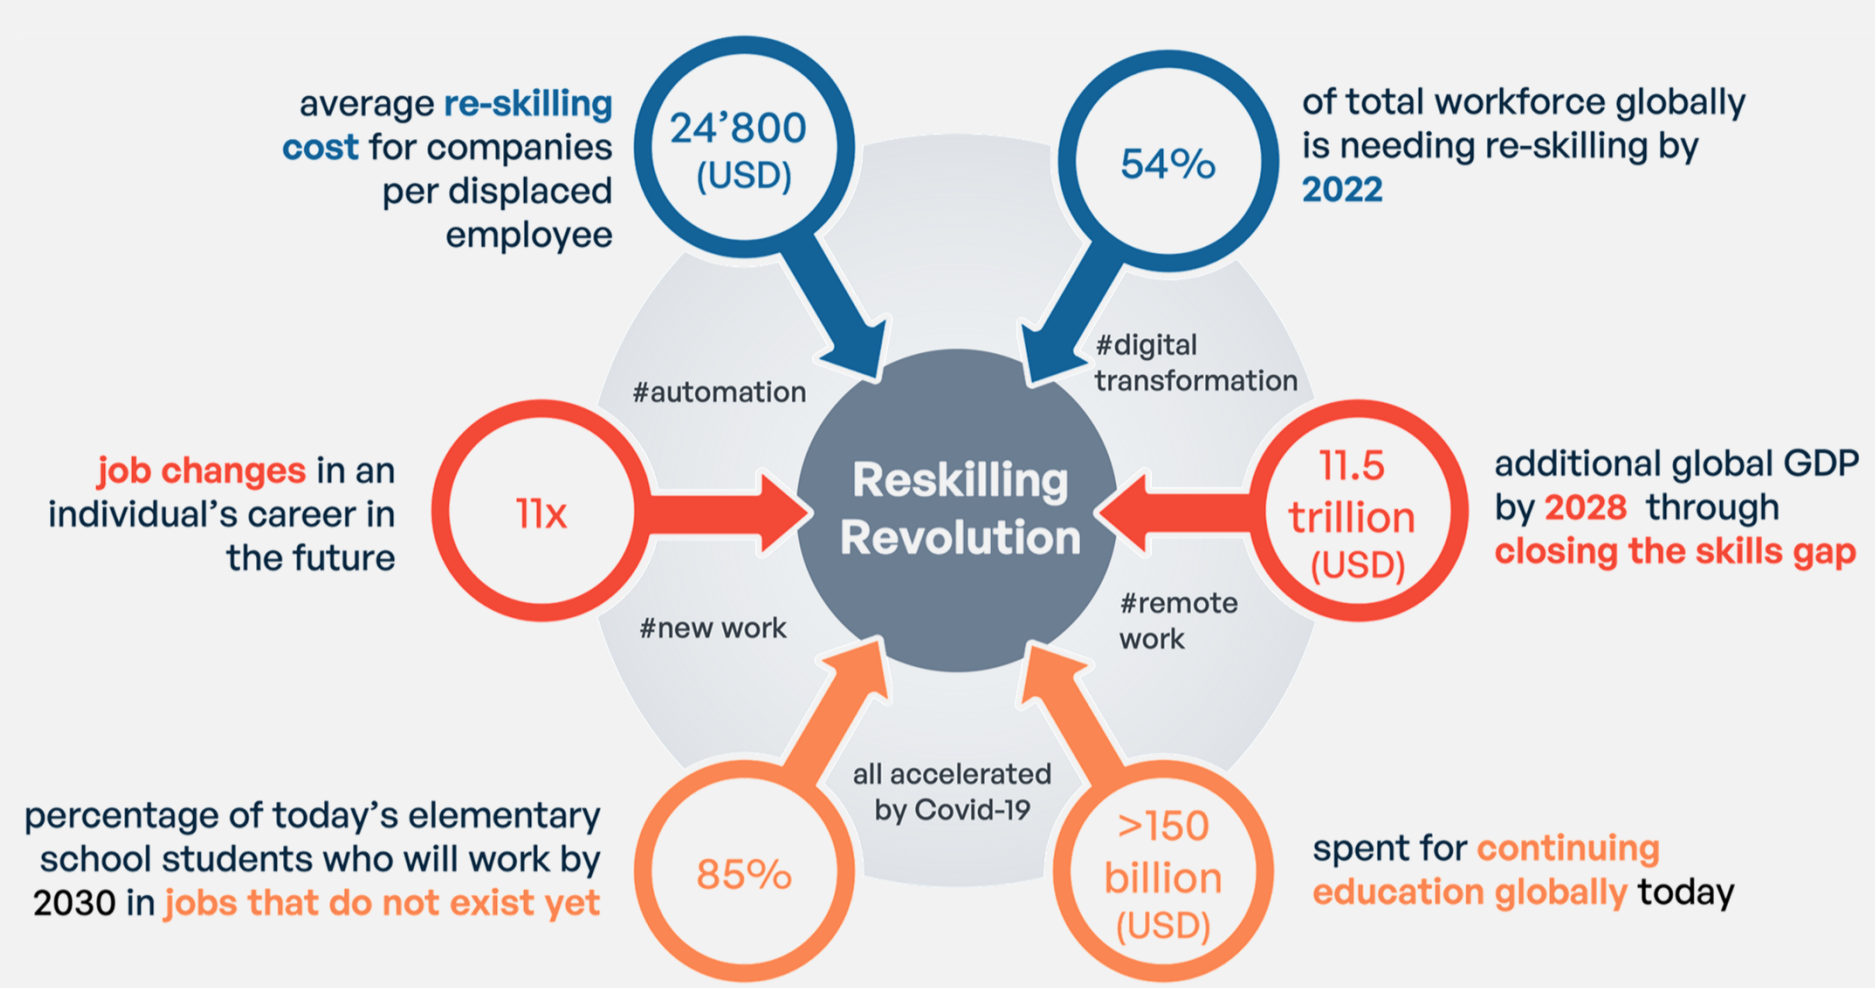 average re-skilling
cost for companies
per displaced
employee
24’800
(USD)
54%
of total workforce globally
is needing re-skilling by
2022
#automation
#digital
transformation
job changes in an
individual’s career in
the future
11x
Reskilling
Revolution
11.5
trillion
(USD)
additional global GDP
by 2028 through
closing the skills gap
#new work
#remote
work
percentage of today’s elementary
school students who will work by
2030 in jobs that do not exist yet
85%
all accelerated
by Covid-19
>150
billion
(USD)
spent for continuing
education globally today